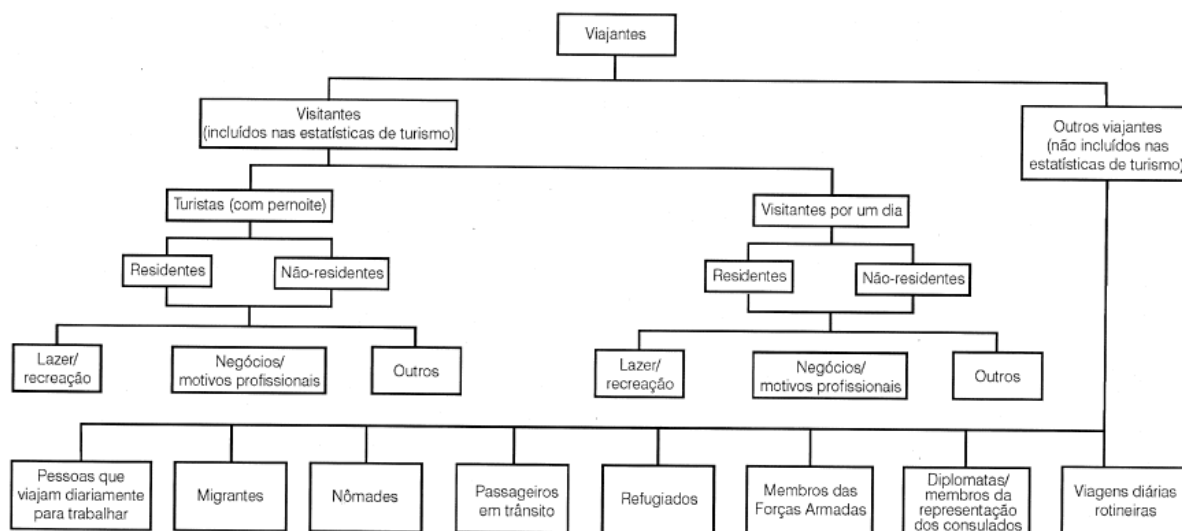 Viajantes
Visitantes
(incluídos nas estatísticas de turismo)
Outros viajantes
(não incluídos nas
estatísticas de turismo)
Turistas (com pernoite)
Visitantes por um dia
Residentes
Não-residentes
Residentes
Não-residentes
Lazer/
recreação
Negócios/
motivos profissionais
Outros
Lazer/
recreação
Negócios/
motivos profissionais
Outros
Pessoas que
viajam diariamente
para trabalhar
Migrantes
Nômades
Passageiros
em trânsito
Refugiados
Membros das
Forças Armadas
Diplomatas/
membros da
representação
dos consulados
Viagens diárias
rotineiras